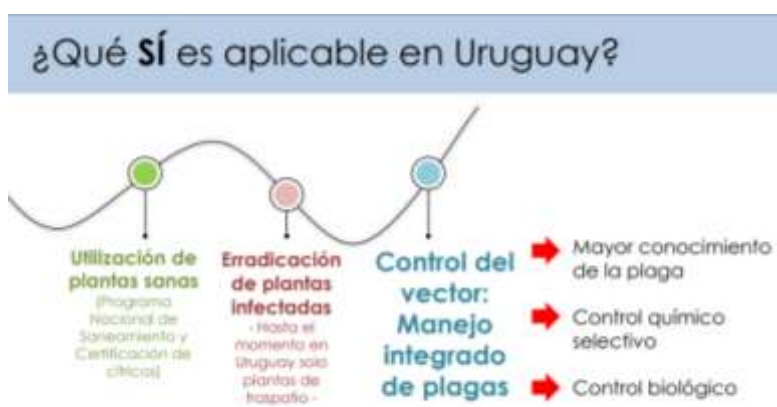 ¿Qué SÍ es aplicable en Uruguay?
Utilización de
plantas sanas
(Programa
Nacional de
Saneamiento y
Certificación de
cítricos)
Erradicación
de plantas
infectadas
- Hasta el
momento en
Uruguay solo
plantas de
traspatio -
Control del
vector:
Manejo
integrado
de plagas
Mayor conocimiento
de la plaga
Control químico
selectivo
Control biológico